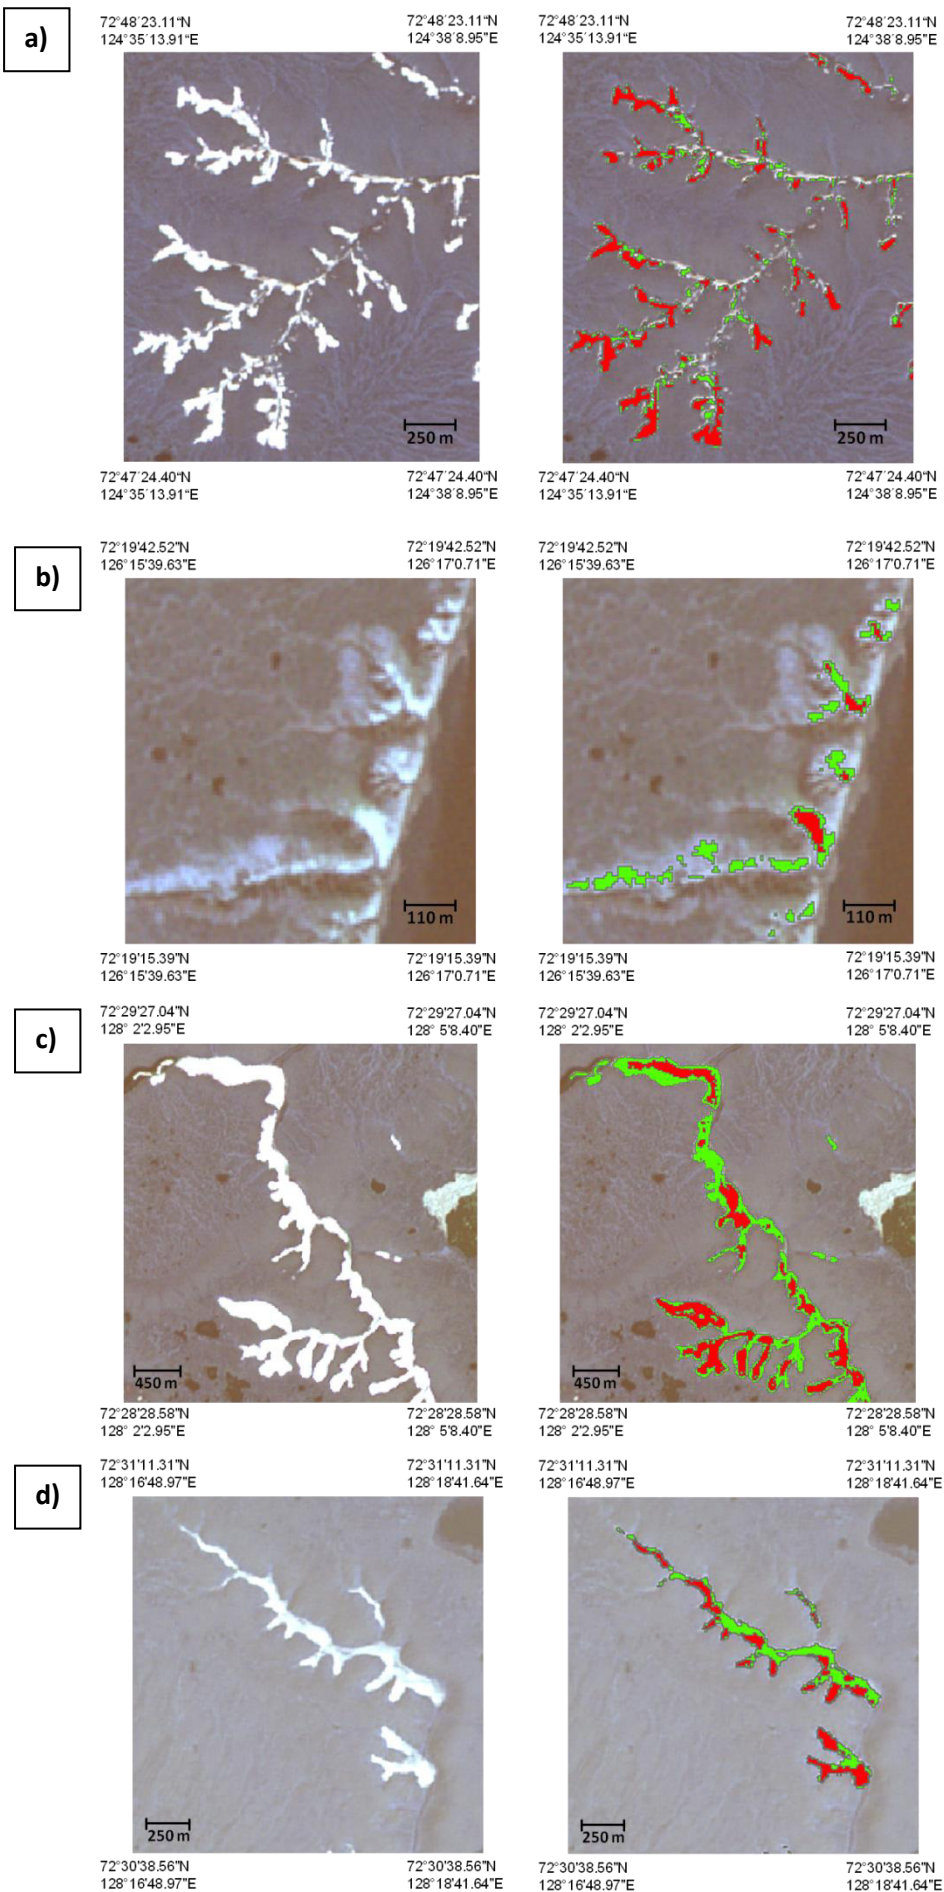 a)
72°48´23.11“N 72°48´23.11“N 72°48´23.11“N 72°48´23.11“N
124°35´13.91“E 124°38´8.95“E 124°35´13.91“E 124°38´8.95“E
250 m 250 m
72°47´24.40“N 72°47´24.40“N 72°47´24.40“N 72°47´24.40“N
124°35´13.91“E 124°38´8.95“E 124°35´13.91“E 124°38´8.95“E
b)
72°19'42.52"N 72°19'42.52"N 72°19'42.52"N 72°19'42.52"N
126°15'39.63"E 126°17'0.71"E 126°15'39.63"E 126°17'0.71"E
110 m 110 m
72°19'15.39"N 72°19'15.39"N 72°19'15.39"N 72°19'15.39"N
126°15'39.63"E 126°17'0.71"E 126°15'39.63"E 126°17'0.71"E
c)
72°29'27.04"N 72°29'27.04"N 72°29'27.04"N 72°29'27.04"N
128° 2'2.95"E 128° 5'8.40"E 128° 2'2.95"E 128° 5'8.40"E
450 m 450 m
72°28'28.58"N 72°28'28.58"N 72°28'28.58"N 72°28'28.58"N
128° 2'2.95"E 128° 5'8.40"E 128° 2'2.95"E 128° 5'8.40"E
d)
72°31'11.31"N 72°31'11.31"N 72°31'11.31"N 72°31'11.31"N
128°16'48.97"E 128°18'41.64"E 128°16'48.97"E 128°18'41.64"E
250 m 250 m
72°30'38.56"N 72°30'38.56"N 72°30'38.56"N 72°30'38.56"N
128°16'48.97"E 128°18'41.64"E 128°16'48.97"E 128°18'41.64"E